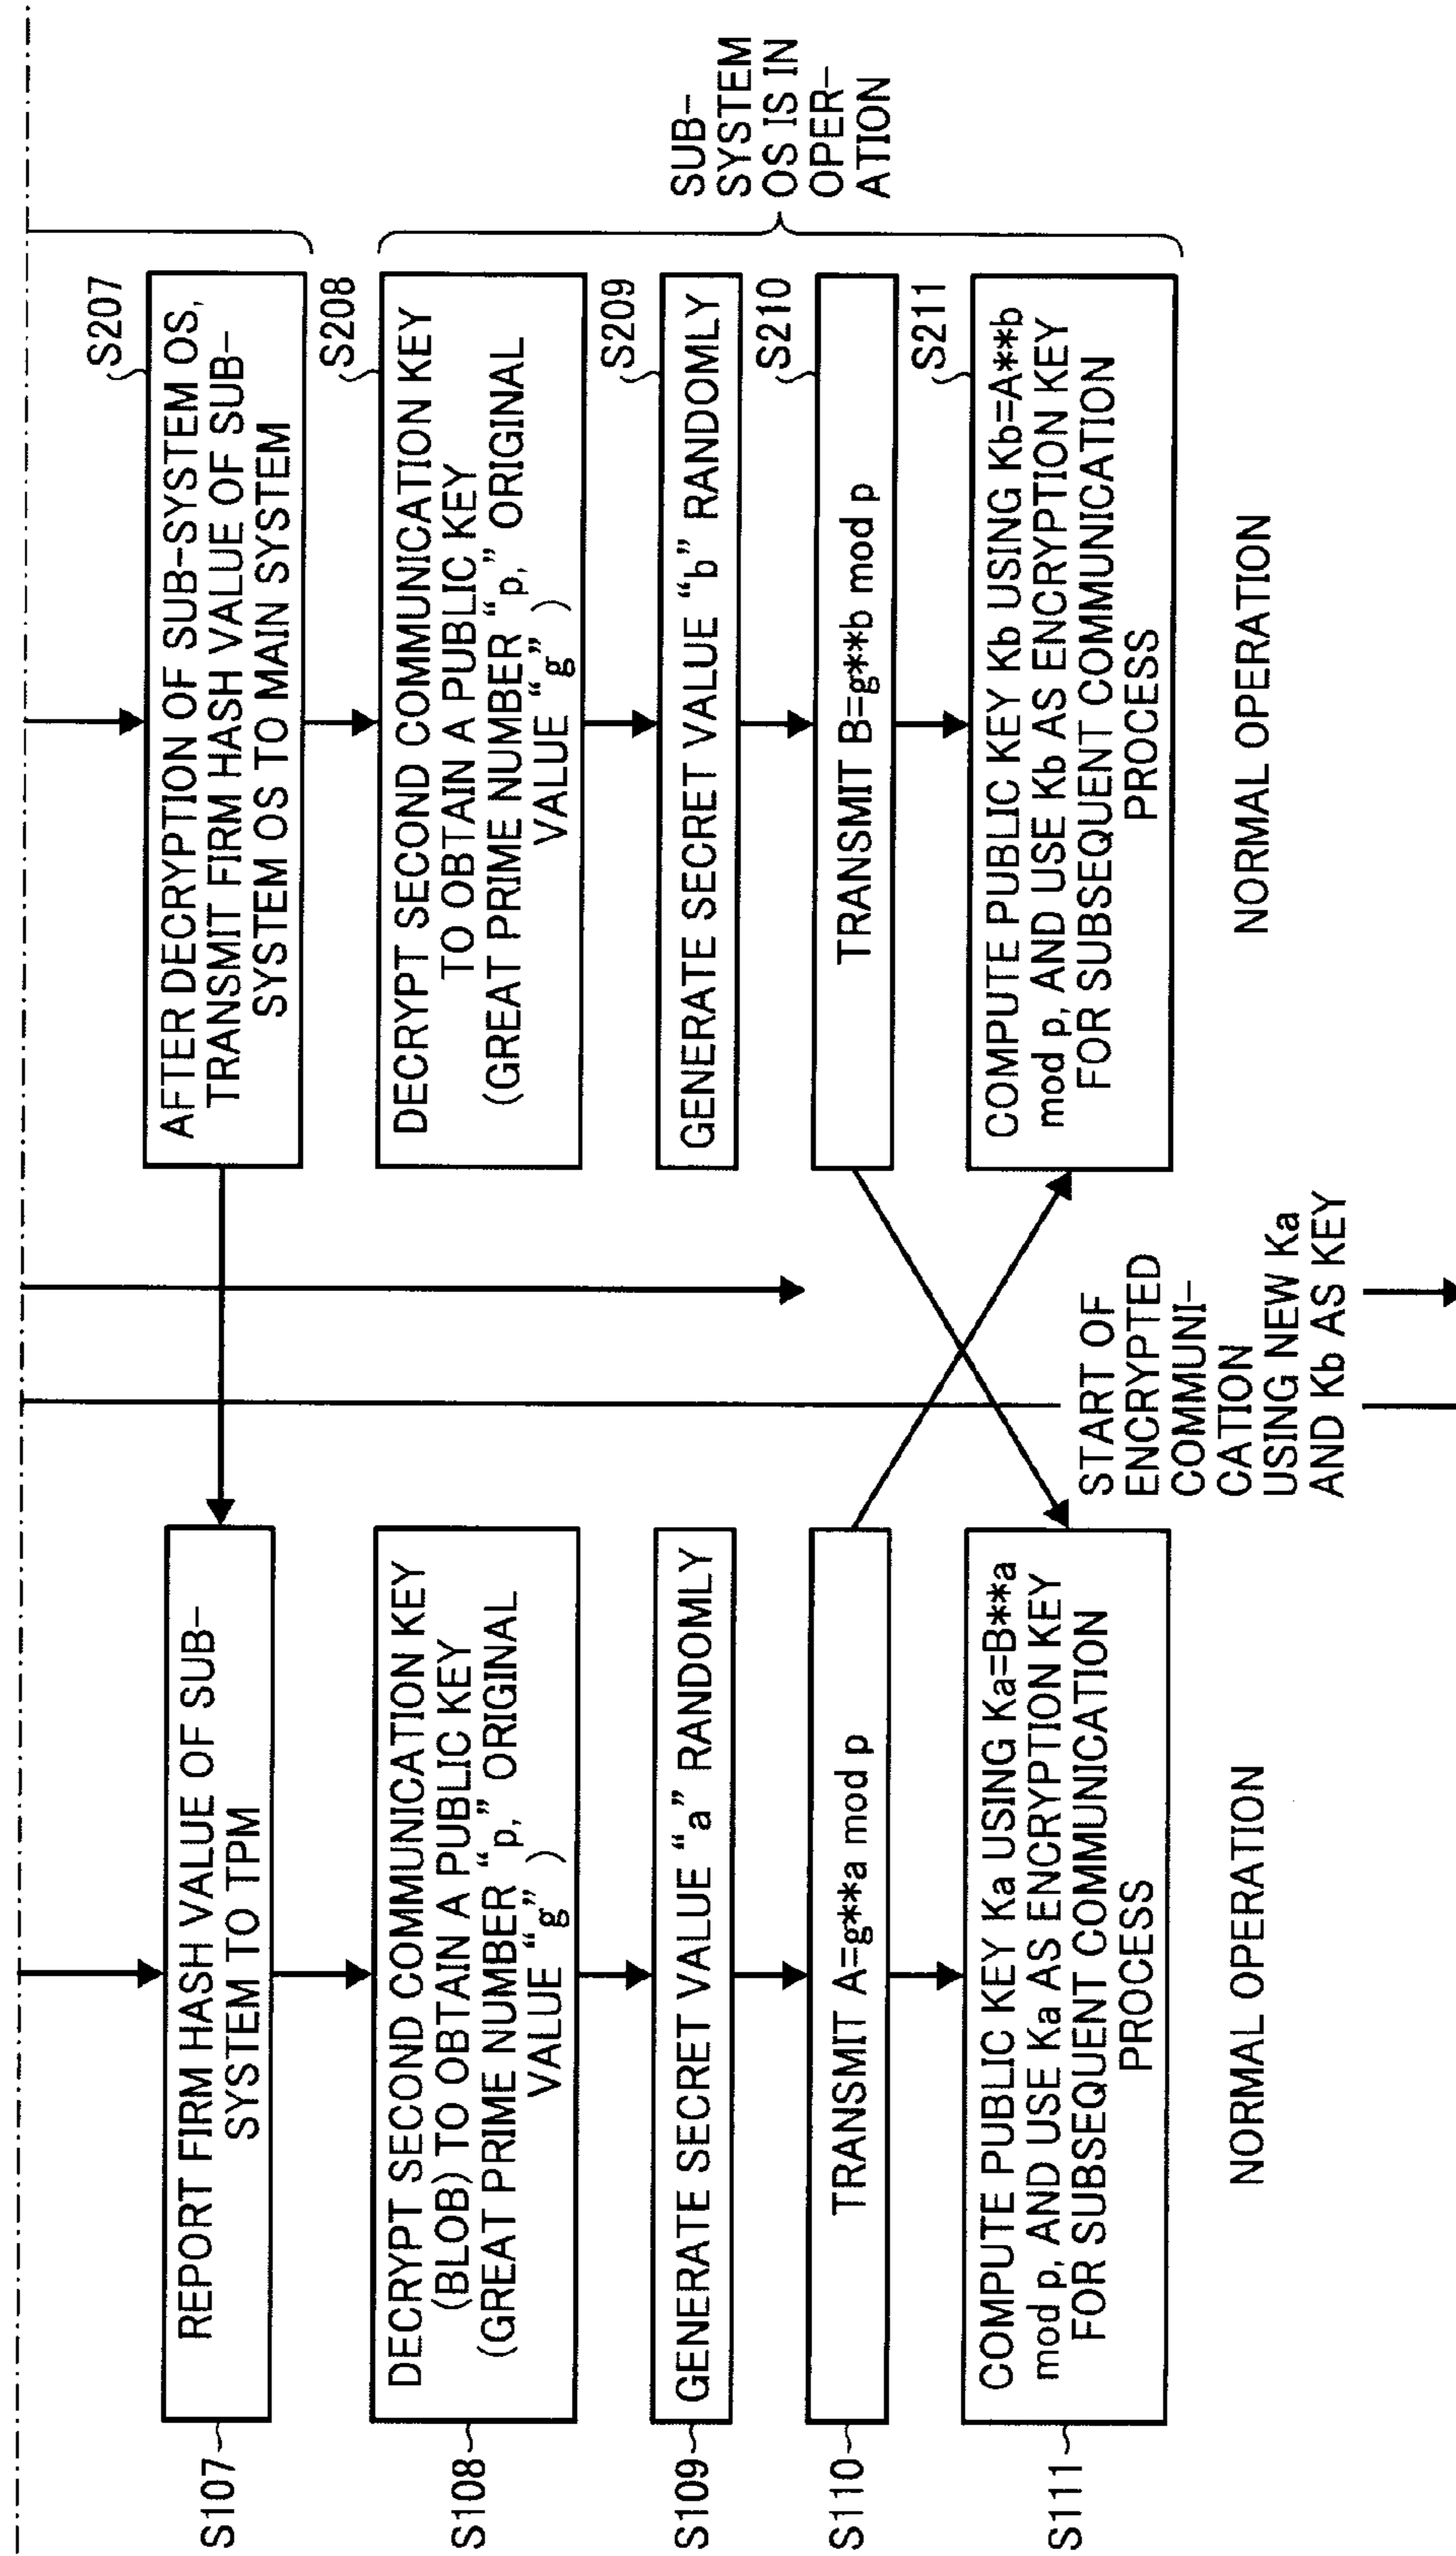 S107
REPORT FIRM HASH VALUE OF SUB-
SYSTEM TO TPM
S108
DECRYPT SECOND COMMUNICATION KEY
(BLOB) TO OBTAIN A PUBLIC KEY
(GREAT PRIME NUMBER “p,” ORIGINAL
VALUE “g”)
S109
GENERATE SECRET VALUE “a” RANDOMLY
S110
TRANSMIT A=g**a mod p
S111
COMPUTE PUBLIC KEY Ka USING Ka=B**a
mod p, AND USE Ka AS ENCRYPTION KEY
FOR SUBSEQUENT COMMUNICATION
PROCESS
NORMAL OPERATION
START OF
ENCRYPTED
COMMUNI-
CATION
USING NEW Ka
AND Kb AS KEY
S207
AFTER DECRYPTION OF SUB-SYSTEM OS,
TRANSMIT FIRM HASH VALUE OF SUB-
SYSTEM OS TO MAIN SYSTEM
S208
DECRYPT SECOND COMMUNICATION KEY
TO OBTAIN A PUBLIC KEY
(GREAT PRIME NUMBER “p,” ORIGINAL
VALUE “g”)
S209
GENERATE SECRET VALUE “b” RANDOMLY
S210
TRANSMIT B=g**b mod p
S211
COMPUTE PUBLIC KEY Kb USING Kb=A**b
mod p, AND USE Kb AS ENCRYPTION KEY
FOR SUBSEQUENT COMMUNICATION
PROCESS
NORMAL OPERATION
SUB-
SYSTEM
OS IS IN
OPER-
ATION